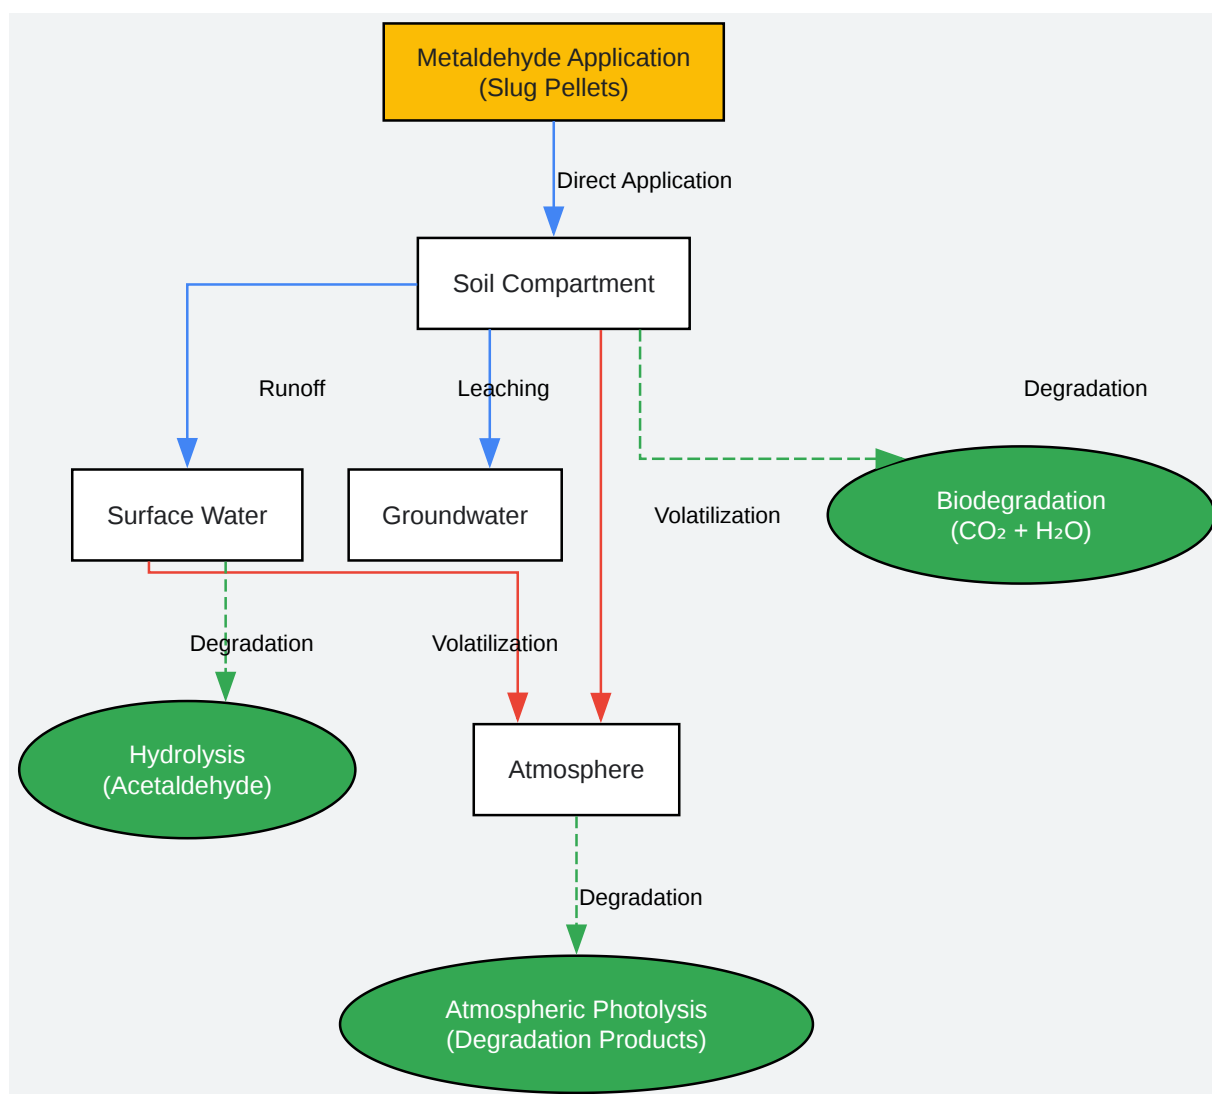 Metaldehyde Application
(Slug Pellets)
Direct Application
Soil Compartment
Runoff
Leaching
Degradation
Surface Water
Groundwater
Volatilization
Biodegradation
(CO₂ + H₂O)
Degradation
Volatilization
Hydrolysis
(Acetaldehyde)
Atmosphere
Degradation
Atmospheric Photolysis
(Degradation Products)